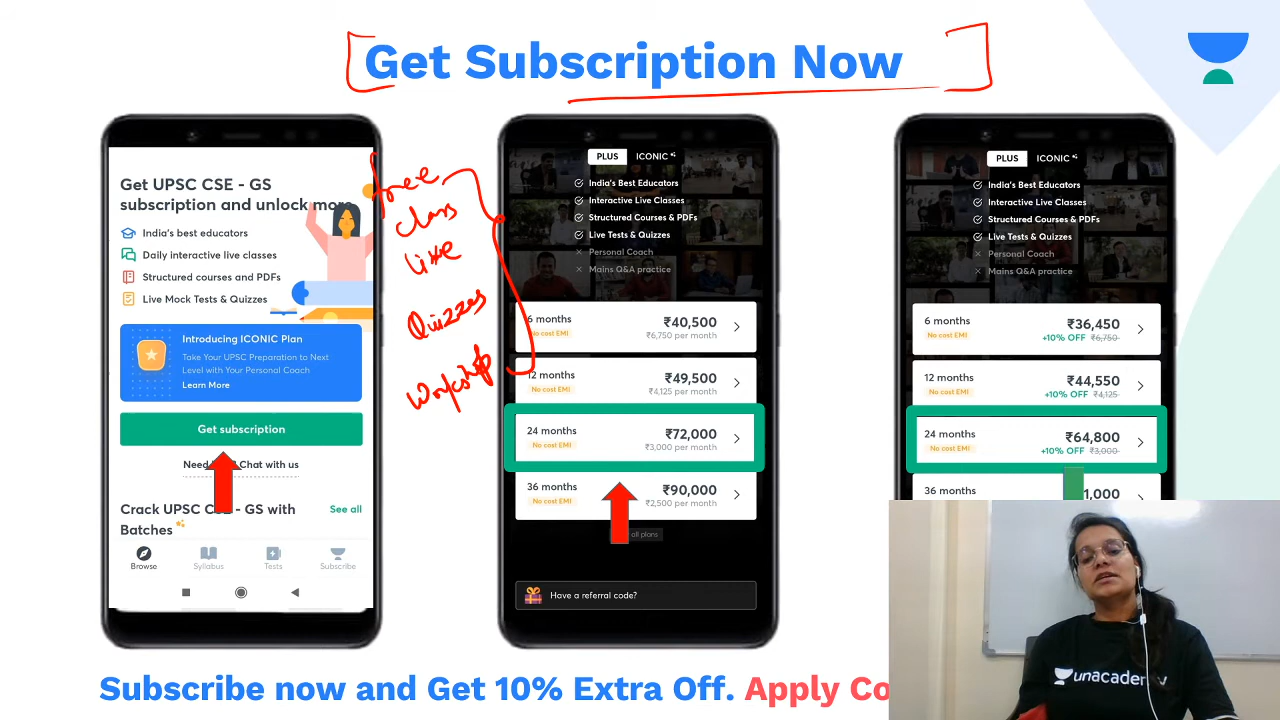 Get Subscription Now
Get UPSC CSE - GS
subscription and unlock more
India's best educators
Daily interactive live classes
Structured courses and PDFs
Live Mock Tests & Quizzes
Introducing ICONIC Plan
Take Your UPSC Preparation to Next
Level with Your Personal Coach
Learn More
Get subscription
Chat with us
Crack UPSC CSE - GS with
See all
Batches
Browse
Syllabus
Tests
Subscribe
free
class
live
Quizzes
Workshop
PLUS ICONIC
India's Best Educators
Interactive Live Classes
Structured Courses & PDFs
Live Tests & Quizzes
Personal Coach
Mains Q&A practice
6 months ₹40,500
No cost EMI ₹6,750 per month
12 months ₹49,500
No cost EMI ₹4,125 per month
24 months ₹72,000
No cost EMI ₹3,000 per month
36 months ₹90,000
No cost EMI ₹2,500 per month
all plans
Have a referral code?
PLUS ICONIC
India's Best Educators
Interactive Live Classes
Structured Courses & PDFs
Live Tests & Quizzes
Personal Coach
Mains Q&A practice
6 months ₹36,450
No cost EMI +10% OFF ₹6,750
12 months ₹44,550
No cost EMI +10% OFF ₹4,125
24 months ₹64,800
No cost EMI +10% OFF ₹3,000
36 months
Subscribe now and Get 10% Extra Off. Apply
unacademy